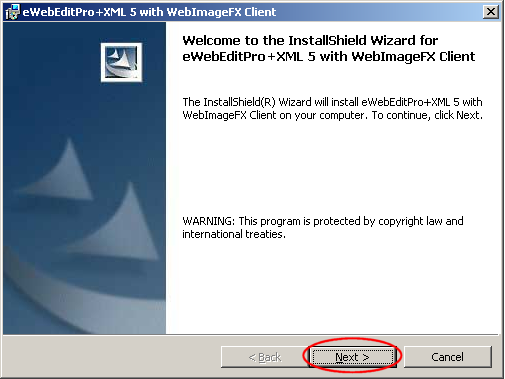 eWebEditPro+XML 5 with WebImageFX Client
Welcome to the InstallShield Wizard for
eWebEditPro+XML 5 with WebImageFX Client
The InstallShield(R) Wizard will install eWebEditPro+XML 5 with
WebImageFX Client on your computer. To continue, click Next.
WARNING: This program is protected by copyright law and
international treaties.
< Back
Next >
Cancel